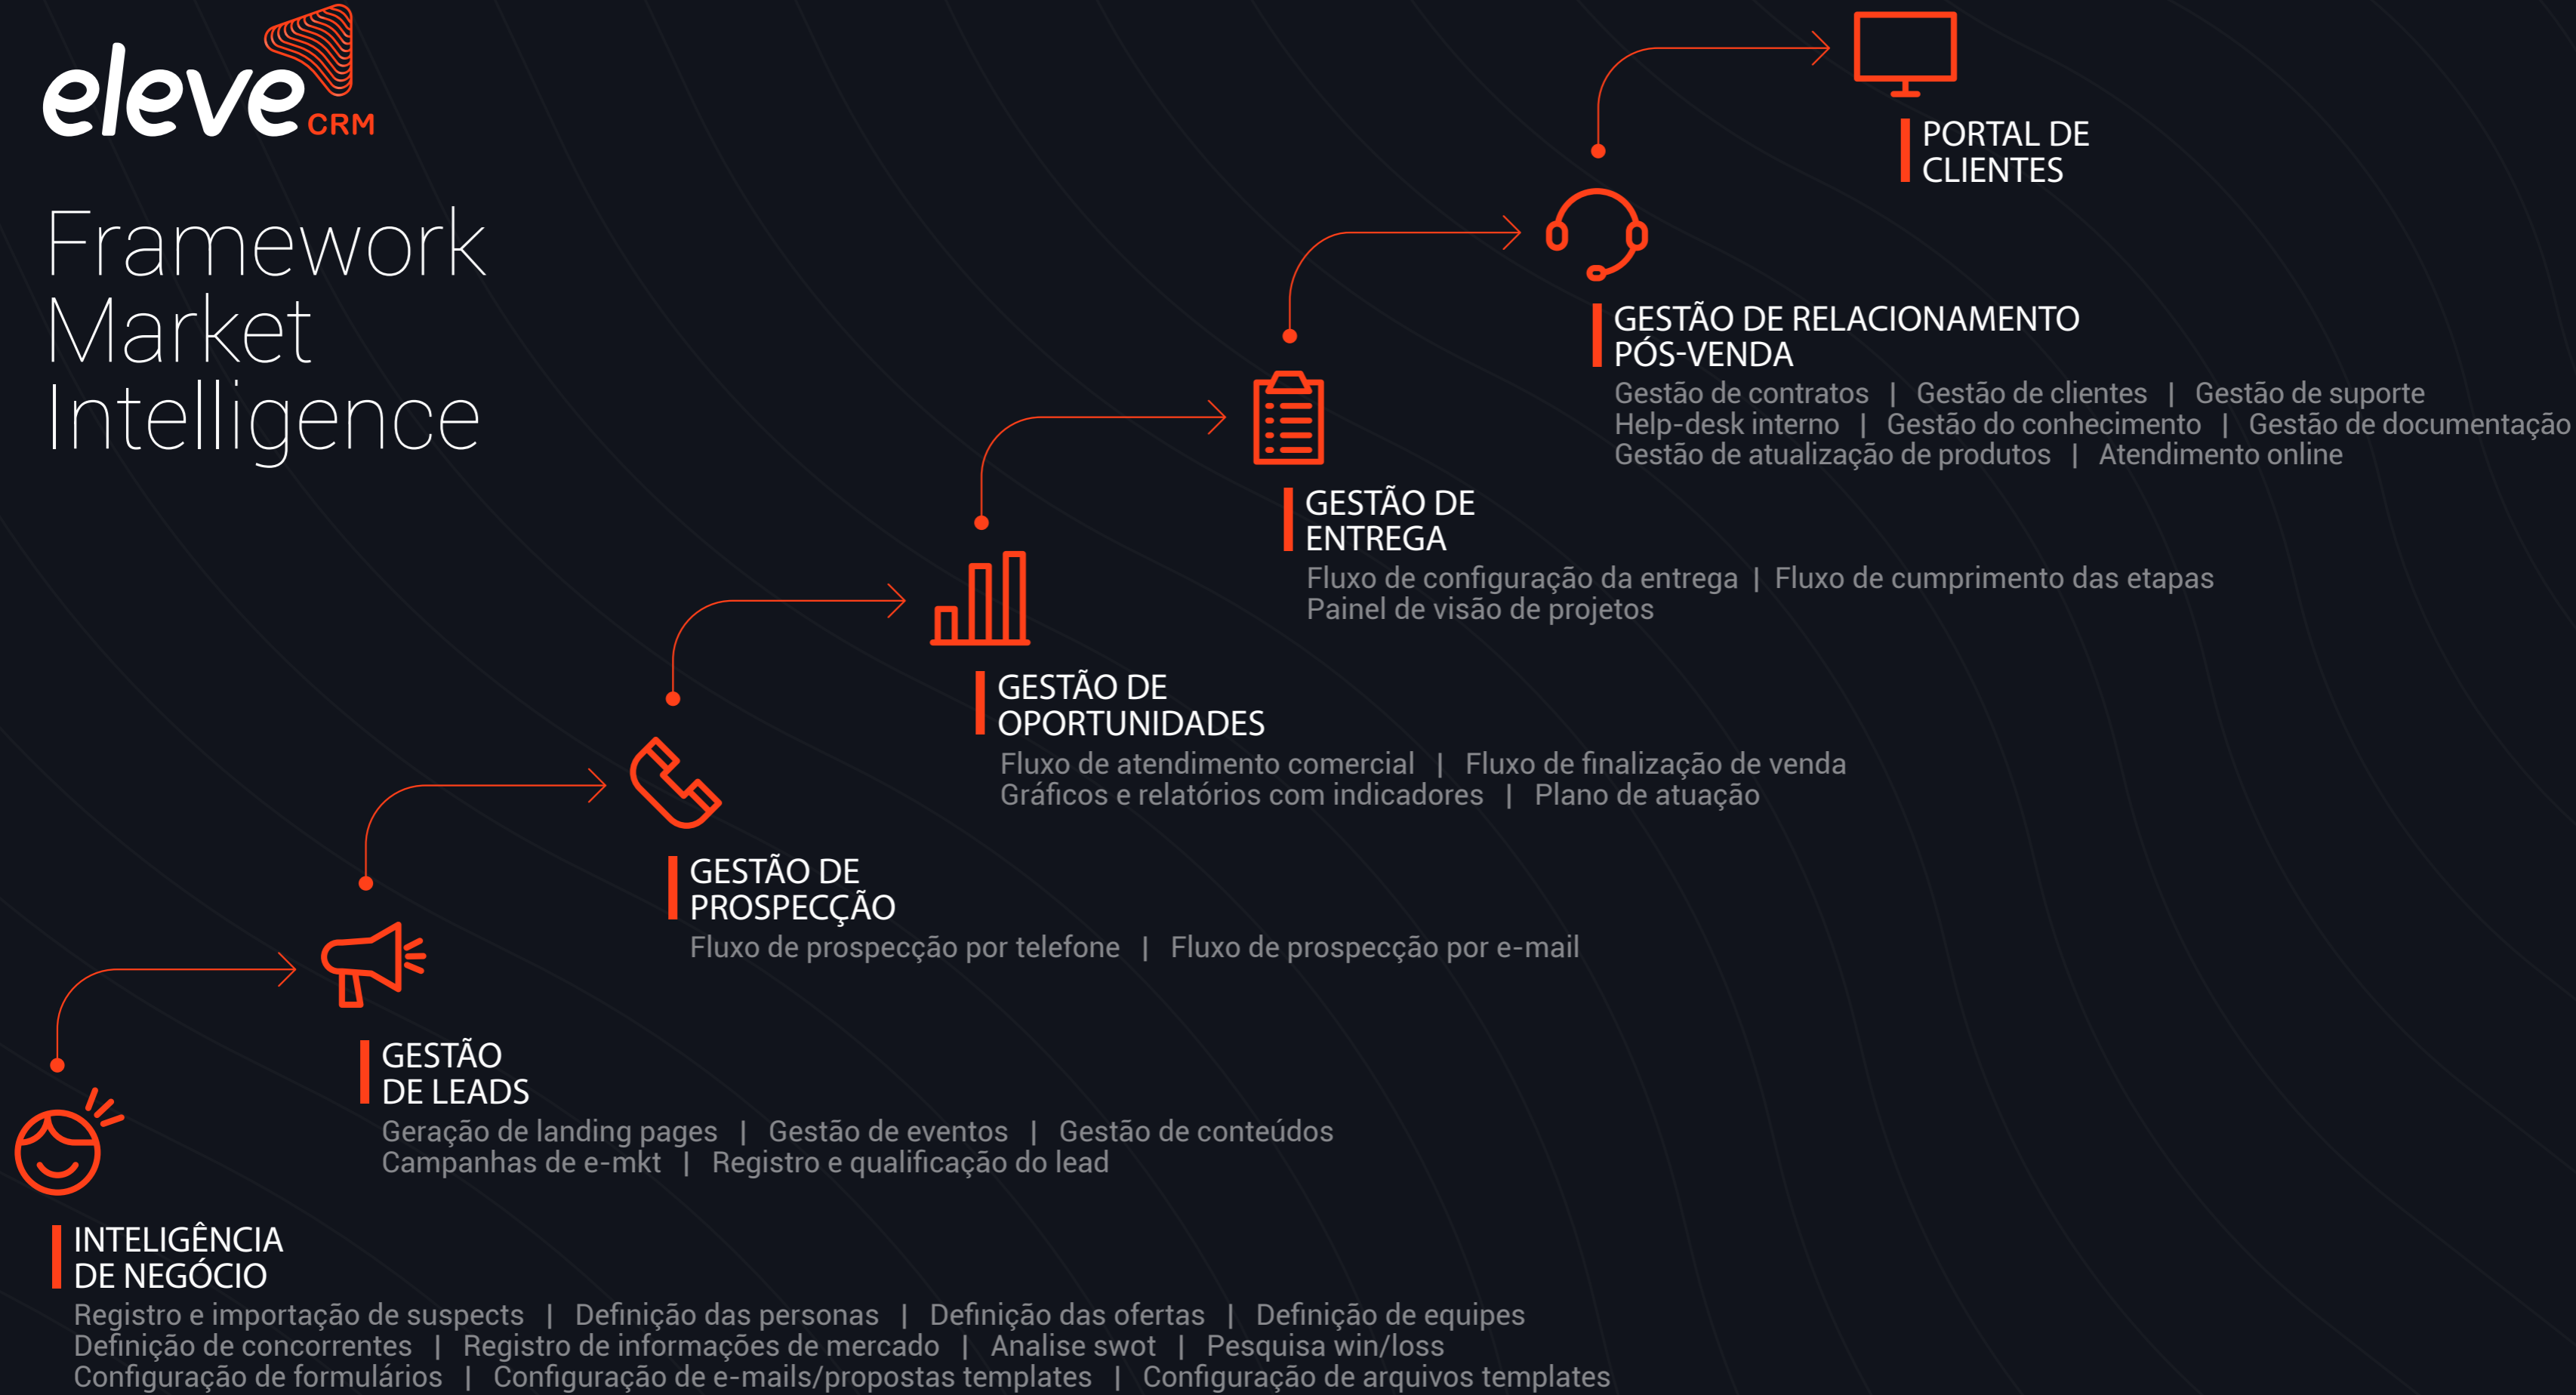 eleve
CRM
Framework
Market
Intelligence
PORTAL DE
CLIENTES
GESTÃO DE RELACIONAMENTO
PÓS-VENDA
Gestão de contratos | Gestão de clientes | Gestão de suporte
Help-desk interno | Gestão do conhecimento | Gestão de documentação
Gestão de atualização de produtos | Atendimento online
GESTÃO DE
ENTREGA
Fluxo de configuração da entrega | Fluxo de cumprimento das etapas
Painel de visão de projetos
GESTÃO DE
OPORTUNIDADES
Fluxo de atendimento comercial | Fluxo de finalização de venda
Gráficos e relatórios com indicadores | Plano de atuação
GESTÃO DE
PROSPECÇÃO
Fluxo de prospecção por telefone | Fluxo de prospecção por e-mail
GESTÃO
DE LEADS
Geração de landing pages | Gestão de eventos | Gestão de conteúdos
Campanhas de e-mkt | Registro e qualificação do lead
INTELIGÊNCIA
DE NEGÓCIO
Registro e importação de suspects | Definição das personas | Definição das ofertas | Definição de equipes
Definição de concorrentes | Registro de informações de mercado | Analise swot | Pesquisa win/loss
Configuração de formulários | Configuração de e-mails/propostas templates | Configuração de arquivos templates